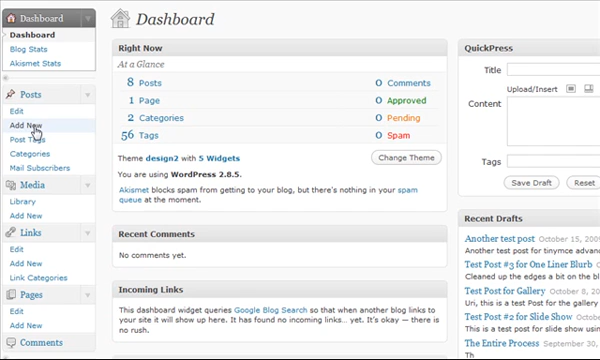 Dashboard
Dashboard
Blog Stats
Akismet Stats
Posts
Edit
Add New
Post Tags
Categories
Mail Subscribers
Media
Library
Add New
Links
Edit
Add New
Link Categories
Pages
Edit
Add New
Comments
Dashboard
Right Now
At a Glance
8 Posts 0 Comments
1 Page 0 Approved
2 Categories 0 Pending
56 Tags 0 Spam
Theme design2 with 5 Widgets Change Theme
You are using WordPress 2.8.5.
Akismet blocks spam from getting to your blog, but there's nothing in your spam
queue at the moment.
Recent Comments
No comments yet.
Incoming Links
This dashboard widget queries Google Blog Search so that when another blog links to
your site it will show up here. It has found no incoming links… yet. It's okay — there is
no rush.
QuickPress
Title
Upload/Insert
Content
Tags
Save Draft Reset
Recent Drafts
Another test post October 15, 2009
Another test post for tinymce advan
Test Post #3 for One Liner Blurb
Cleaned up the edges a bit on the bl
Test Post for Gallery October 8, 2
Uri, this is a test Post for the gallery
Test Post #2 for Slide Show
This is a test post for slide show usin
The Entire Process September 30,
Th